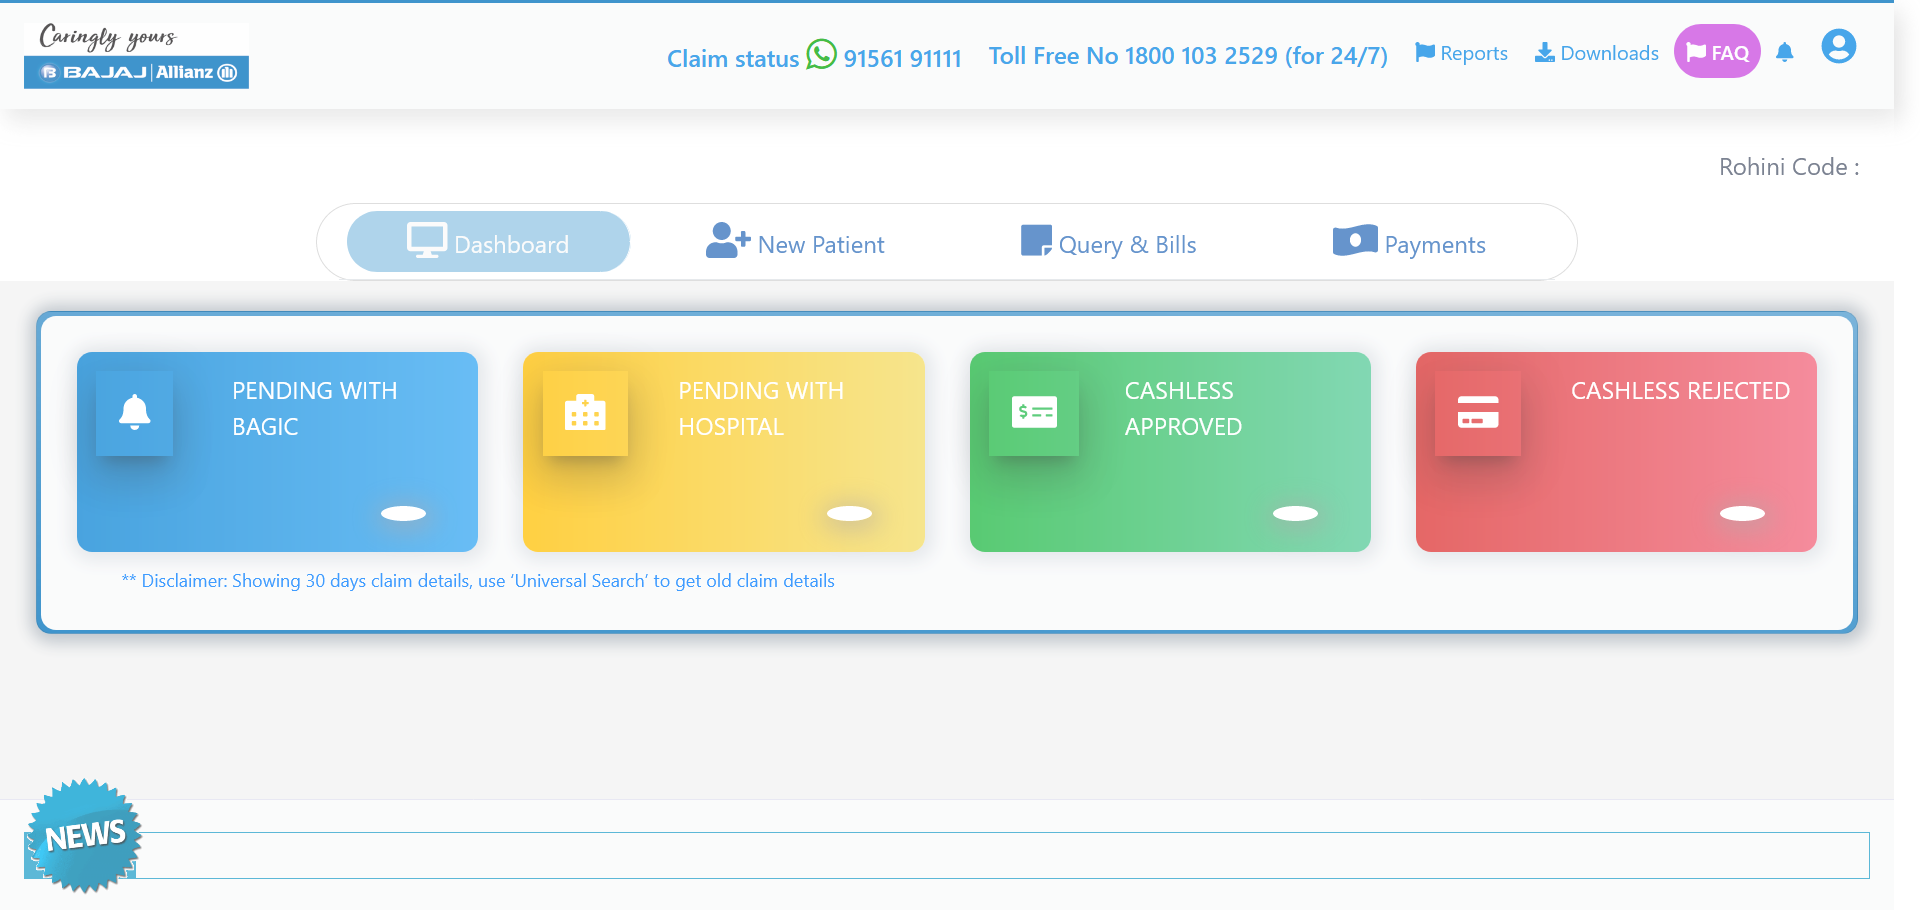 Caringly yours
BAJAJ | Allianz
Claim status 91561 91111
Toll Free No 1800 103 2529 (for 24/7)
Reports
Downloads
FAQ
Rohini Code :
Dashboard
New Patient
Query & Bills
Payments
PENDING WITH
BAGIC
PENDING WITH
HOSPITAL
CASHLESS
APPROVED
CASHLESS REJECTED
** Disclaimer: Showing 30 days claim details, use ‘Universal Search’ to get old claim details
NEWS